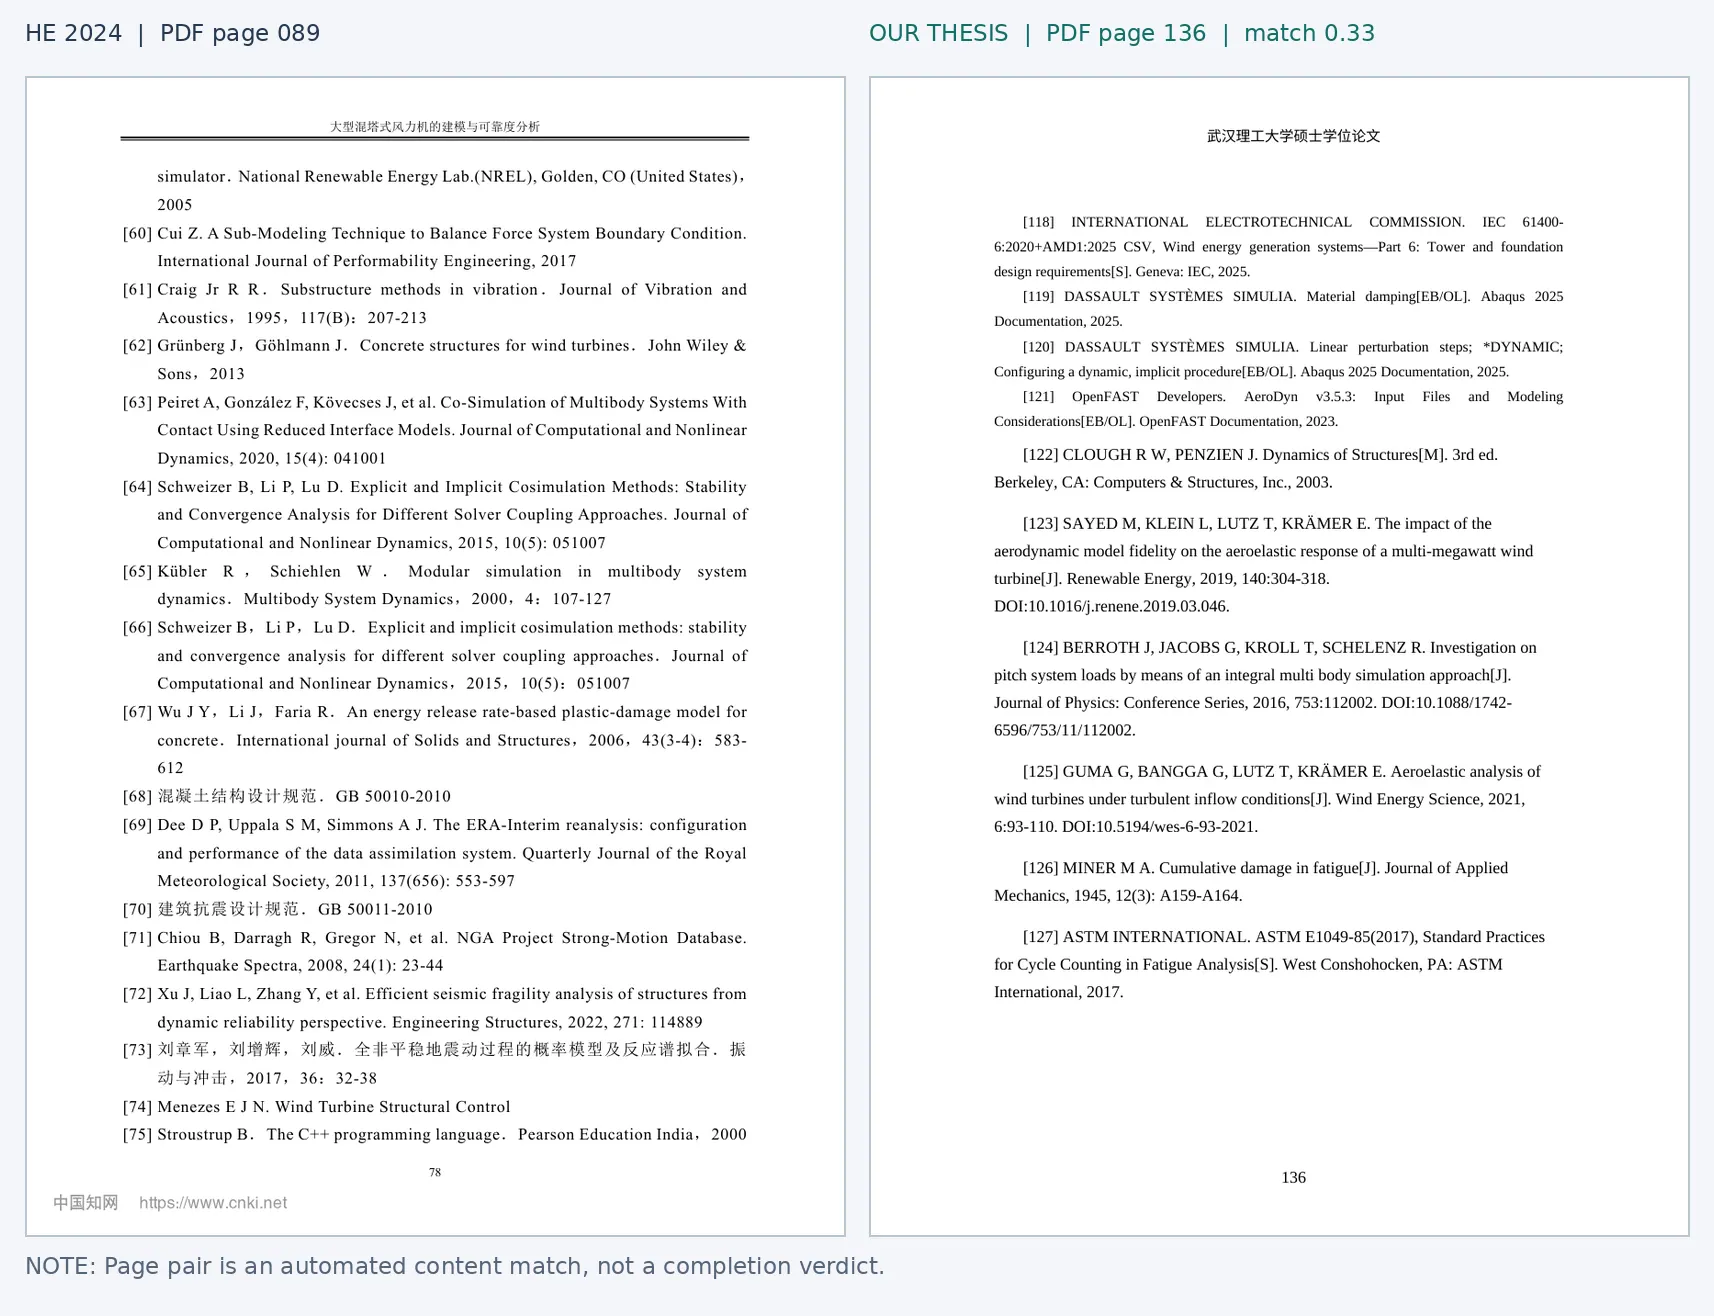 HE 2024 | PDF page 089
大型混塔式风力机的建模与可靠度分析
simulator．National Renewable Energy Lab.(NREL), Golden, CO (United States)，
2005
[60] Cui Z. A Sub-Modeling Technique to Balance Force System Boundary Condition.
International Journal of Performability Engineering, 2017
[61] Craig Jr R R．Substructure methods in vibration．Journal of Vibration and
Acoustics，1995，117(B)：207-213
[62] Grünberg J，Göhlmann J．Concrete structures for wind turbines．John Wiley &
Sons，2013
[63] Peiret A, González F, Kövecses J, et al. Co-Simulation of Multibody Systems With
Contact Using Reduced Interface Models. Journal of Computational and Nonlinear
Dynamics, 2020, 15(4): 041001
[64] Schweizer B, Li P, Lu D. Explicit and Implicit Cosimulation Methods: Stability
and Convergence Analysis for Different Solver Coupling Approaches. Journal of
Computational and Nonlinear Dynamics, 2015, 10(5): 051007
[65] Kübler R，Schiehlen W．Modular simulation in multibody system
dynamics．Multibody System Dynamics，2000，4：107-127
[66] Schweizer B，Li P，Lu D．Explicit and implicit cosimulation methods: stability
and convergence analysis for different solver coupling approaches．Journal of
Computational and Nonlinear Dynamics，2015，10(5)：051007
[67] Wu J Y，Li J，Faria R．An energy release rate-based plastic-damage model for
concrete．International journal of Solids and Structures，2006，43(3-4)：583-
612
[68] 混凝土结构设计规范．GB 50010-2010
[69] Dee D P, Uppala S M, Simmons A J. The ERA-Interim reanalysis: configuration
and performance of the data assimilation system. Quarterly Journal of the Royal
Meteorological Society, 2011, 137(656): 553-597
[70] 建筑抗震设计规范．GB 50011-2010
[71] Chiou B, Darragh R, Gregor N, et al. NGA Project Strong-Motion Database.
Earthquake Spectra, 2008, 24(1): 23-44
[72] Xu J, Liao L, Zhang Y, et al. Efficient seismic fragility analysis of structures from
dynamic reliability perspective. Engineering Structures, 2022, 271: 114889
[73] 刘章军，刘增辉，刘威．全非平稳地震动过程的概率模型及反应谱拟合．振
动与冲击，2017，36：32-38
[74] Menezes E J N. Wind Turbine Structural Control
[75] Stroustrup B．The C++ programming language．Pearson Education India，2000
78
中国知网 https://www.cnki.net
OUR THESIS | PDF page 136 | match 0.33
武汉理工大学硕士学位论文
[118] INTERNATIONAL ELECTROTECHNICAL COMMISSION. IEC 61400-
6:2020+AMD1:2025 CSV, Wind energy generation systems—Part 6: Tower and foundation
design requirements[S]. Geneva: IEC, 2025.
[119] DASSAULT SYSTÈMES SIMULIA. Material damping[EB/OL]. Abaqus 2025
Documentation, 2025.
[120] DASSAULT SYSTÈMES SIMULIA. Linear perturbation steps; *DYNAMIC;
Configuring a dynamic, implicit procedure[EB/OL]. Abaqus 2025 Documentation, 2025.
[121] OpenFAST Developers. AeroDyn v3.5.3: Input Files and Modeling
Considerations[EB/OL]. OpenFAST Documentation, 2023.
[122] CLOUGH R W, PENZIEN J. Dynamics of Structures[M]. 3rd ed.
Berkeley, CA: Computers & Structures, Inc., 2003.
[123] SAYED M, KLEIN L, LUTZ T, KRÄMER E. The impact of the
aerodynamic model fidelity on the aeroelastic response of a multi-megawatt wind
turbine[J]. Renewable Energy, 2019, 140:304-318.
DOI:10.1016/j.renene.2019.03.046.
[124] BERROTH J, JACOBS G, KROLL T, SCHELENZ R. Investigation on
pitch system loads by means of an integral multi body simulation approach[J].
Journal of Physics: Conference Series, 2016, 753:112002. DOI:10.1088/1742-
6596/753/11/112002.
[125] GUMA G, BANGGA G, LUTZ T, KRÄMER E. Aeroelastic analysis of
wind turbines under turbulent inflow conditions[J]. Wind Energy Science, 2021,
6:93-110. DOI:10.5194/wes-6-93-2021.
[126] MINER M A. Cumulative damage in fatigue[J]. Journal of Applied
Mechanics, 1945, 12(3): A159-A164.
[127] ASTM INTERNATIONAL. ASTM E1049-85(2017), Standard Practices
for Cycle Counting in Fatigue Analysis[S]. West Conshohocken, PA: ASTM
International, 2017.
136
NOTE: Page pair is an automated content match, not a completion verdict.